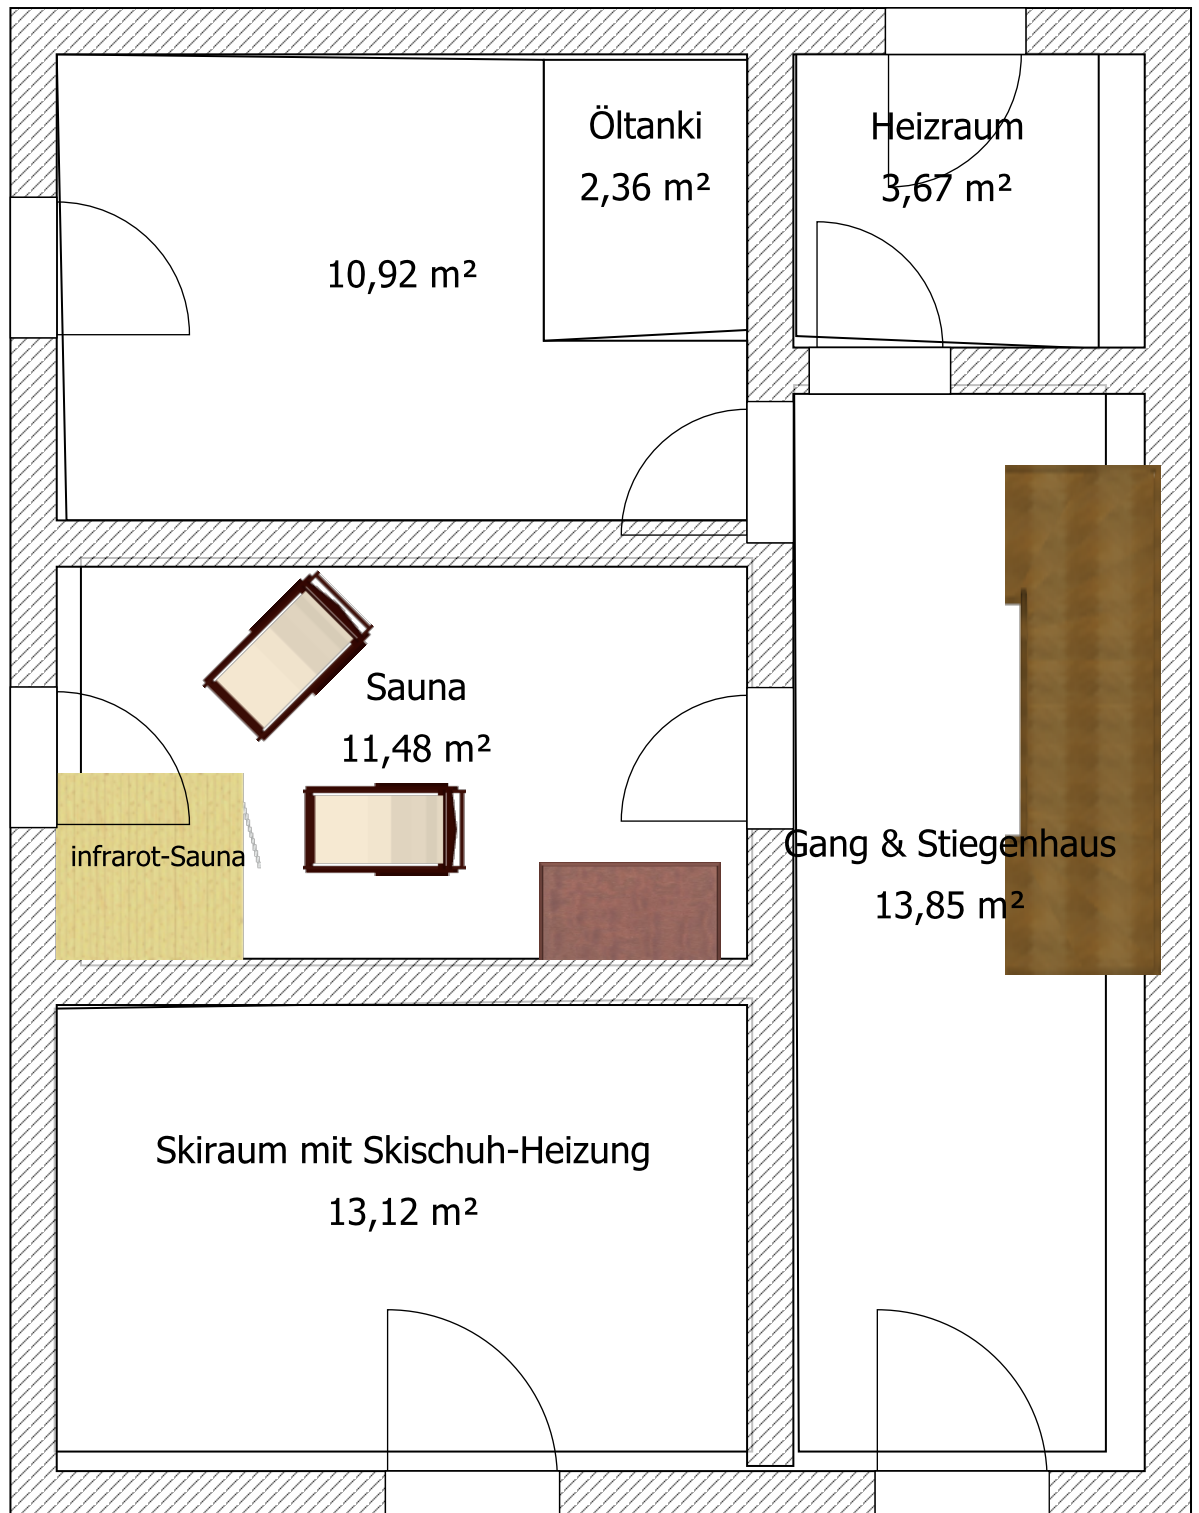 Öltanki
2,36 m²
Heizraum
3,67 m²
10,92 m²
Sauna
11,48 m²
infrarot-Sauna
Gang & Stiegenhaus
13,85 m²
Skiraum mit Skischuh-Heizung
13,12 m²